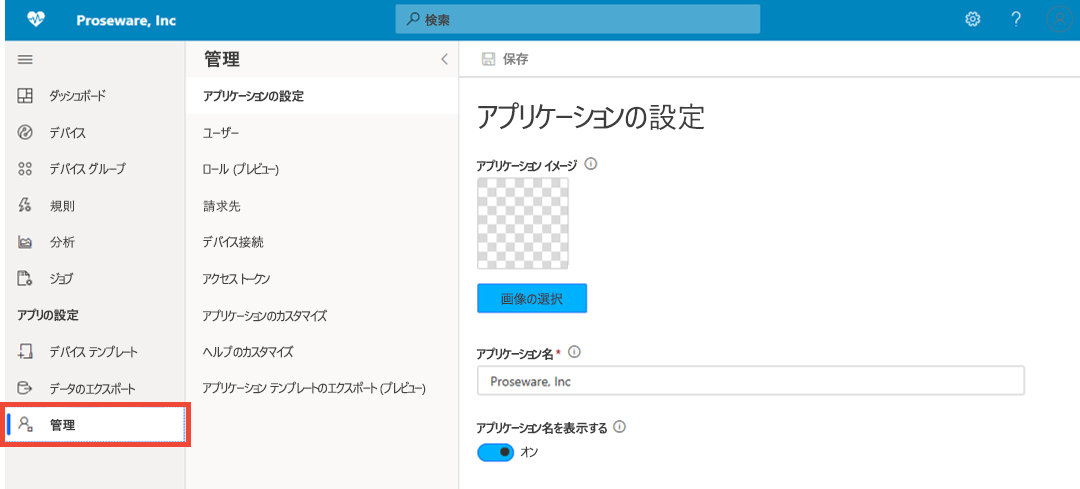 Proseware, Inc
検索
?
ダッシュボード
デバイス
デバイス グループ
規則
分析
ジョブ
アプリの設定
デバイス テンプレート
データのエクスポート
管理
管理
アプリケーションの設定
ユーザー
ロール (プレビュー)
請求先
デバイス接続
アクセス トークン
アプリケーションのカスタマイズ
ヘルプのカスタマイズ
アプリケーション テンプレートのエクスポート (プレビュー)
保存
アプリケーションの設定
アプリケーション イメージ
画像の選択
アプリケーション名*
Proseware, Inc
アプリケーション名を表示する
オン